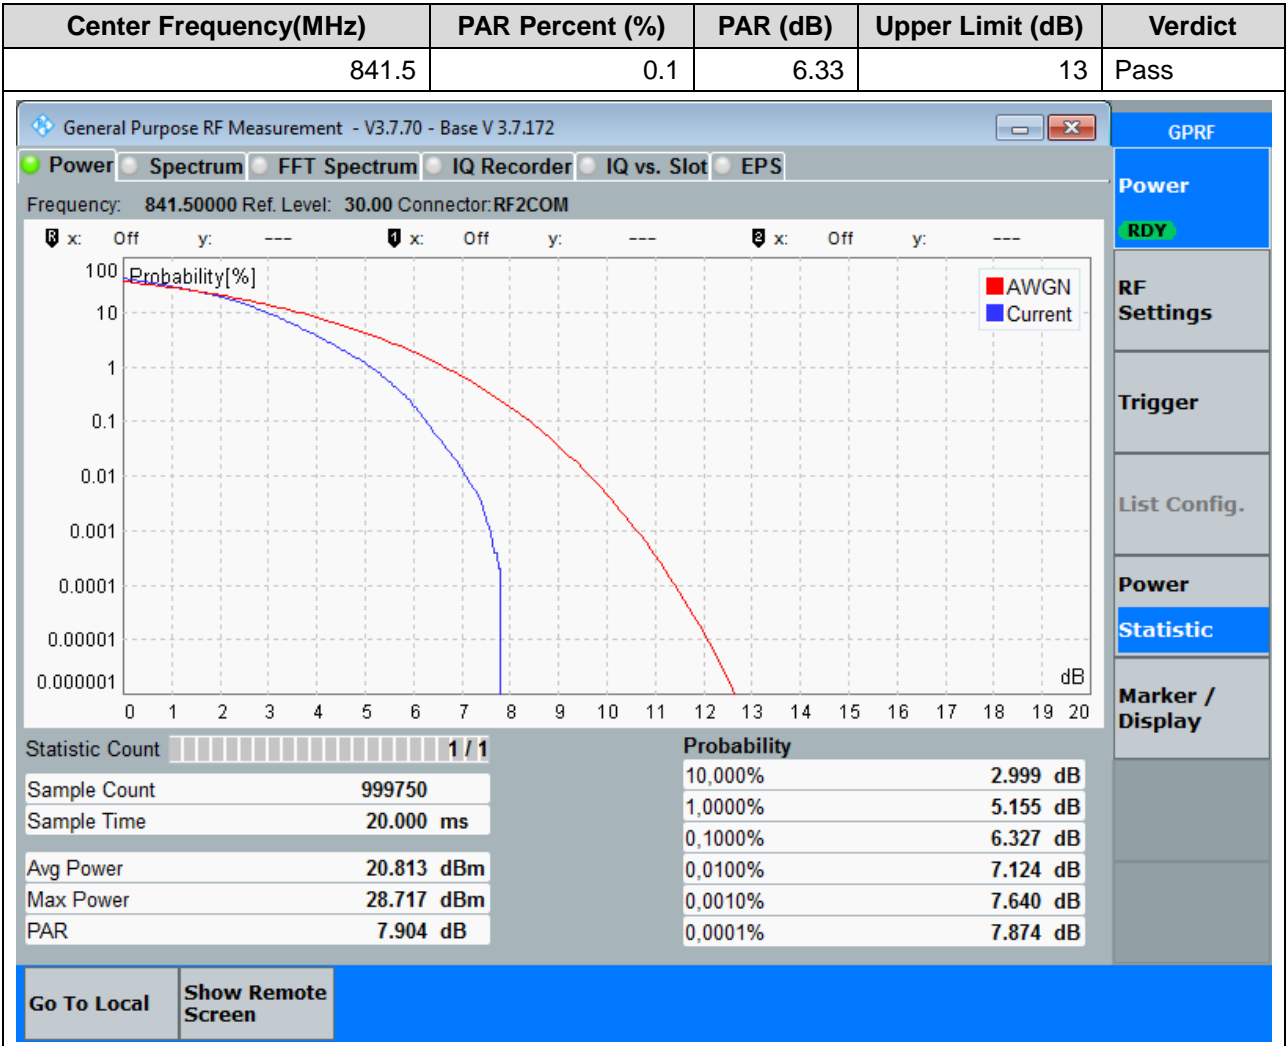 Center Frequency(MHz) PAR Percent (%) PAR (dB) Upper Limit (dB) Verdict
841.5 0.1 6.33 13 Pass
General Purpose RF Measurement - V3.7.70 - Base V 3.7.172
GPRF
Power Spectrum FFT Spectrum IQ Recorder IQ vs. Slot EPS
Frequency: 841.50000 Ref. Level: 30.00 Connector:RF2COM
R x: Off y: --- 1 x: Off y: --- 2 x: Off y: ---
Probability[%]
AWGN
Current
100
10
1
0.1
0.01
0.001
0.0001
0.00001
0.000001
dB
0 1 2 3 4 5 6 7 8 9 10 11 12 13 14 15 16 17 18 19 20
Statistic Count 1 / 1
Sample Count 999750
Sample Time 20.000 ms
Avg Power 20.813 dBm
Max Power 28.717 dBm
PAR 7.904 dB
Probability
10,000% 2.999 dB
1,0000% 5.155 dB
0,1000% 6.327 dB
0,0100% 7.124 dB
0,0010% 7.640 dB
0,0001% 7.874 dB
Power
RDY
RF
Settings
Trigger
List Config.
Power
Statistic
Marker /
Display
Go To Local
Show Remote
Screen